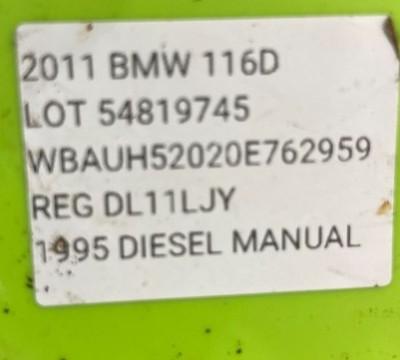 2011 BMW 116D
LOT 54819745
WBAUH52020E762959
REG DL11LJY
1995 DIESEL MANUAL